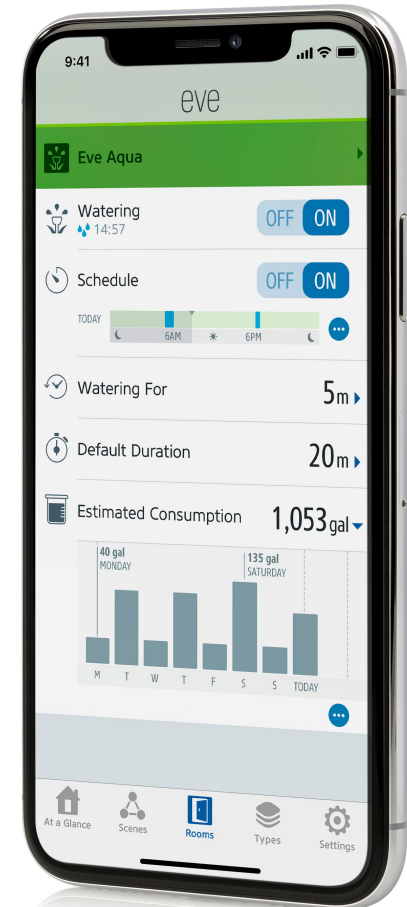 9:41
eve
Eve Aqua
Watering
OFF ON
14:57
Schedule
OFF ON
TODAY
6AM 6PM
Watering For
5m
Default Duration
20m
Estimated Consumption
1,053 gal
40 gal
MONDAY
135 gal
SATURDAY
M T W T F S S TODAY
At a Glance
Scenes
Rooms
Types
Settings